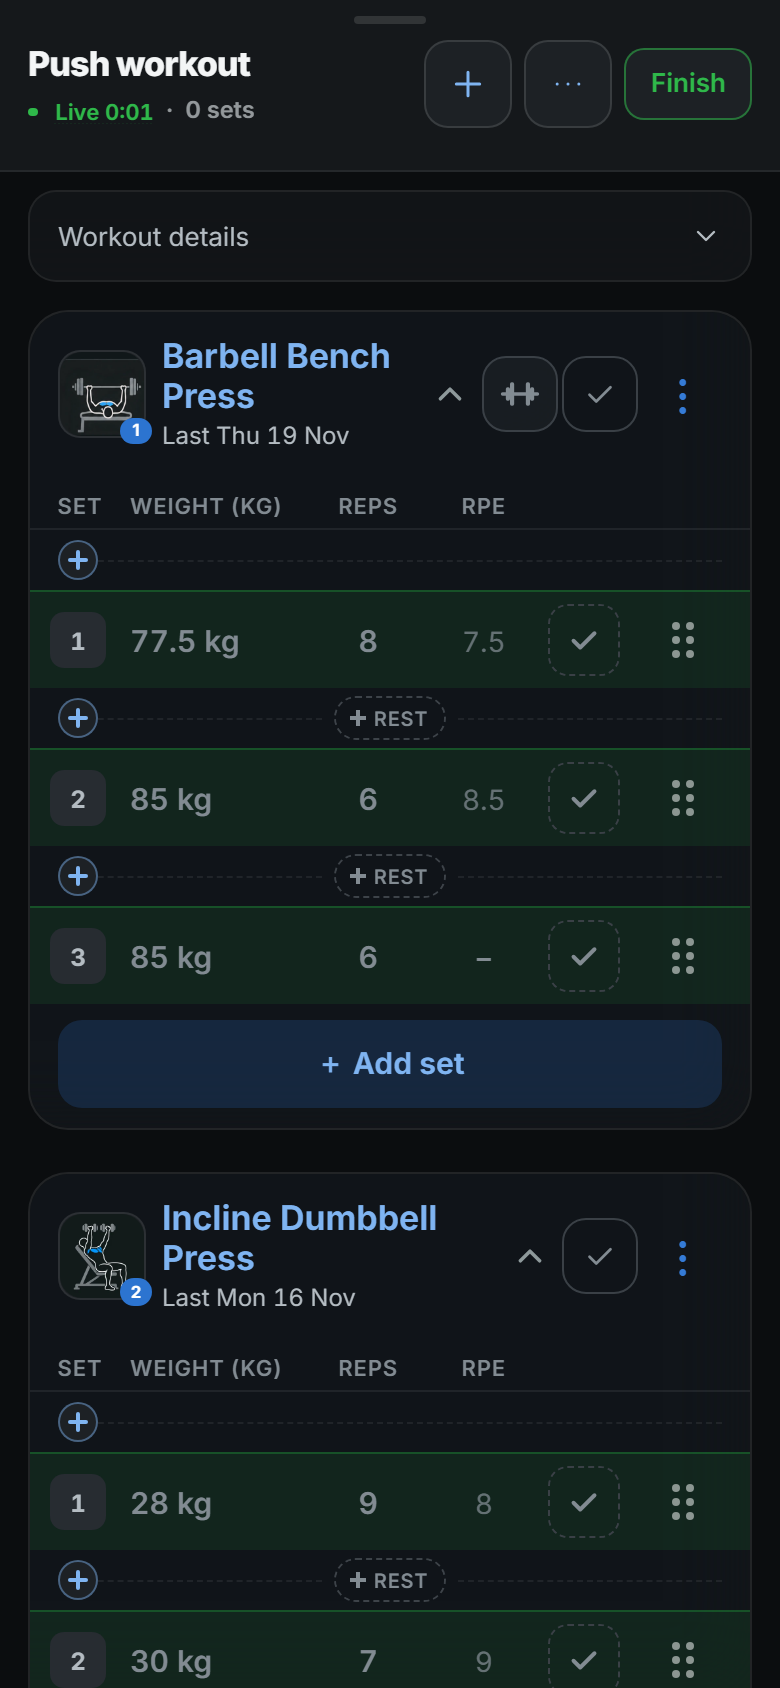 Push workout
Live 0:01 · 0 sets
+
...
Finish
Workout details
Barbell Bench
Press
1
Last Thu 19 Nov
SET WEIGHT (KG) REPS RPE
1 77.5 kg 8 7.5
+ REST
2 85 kg 6 8.5
+ REST
3 85 kg 6 –
+ Add set
Incline Dumbbell
Press
2
Last Mon 16 Nov
SET WEIGHT (KG) REPS RPE
1 28 kg 9 8
+ REST
2 30 kg 7 9